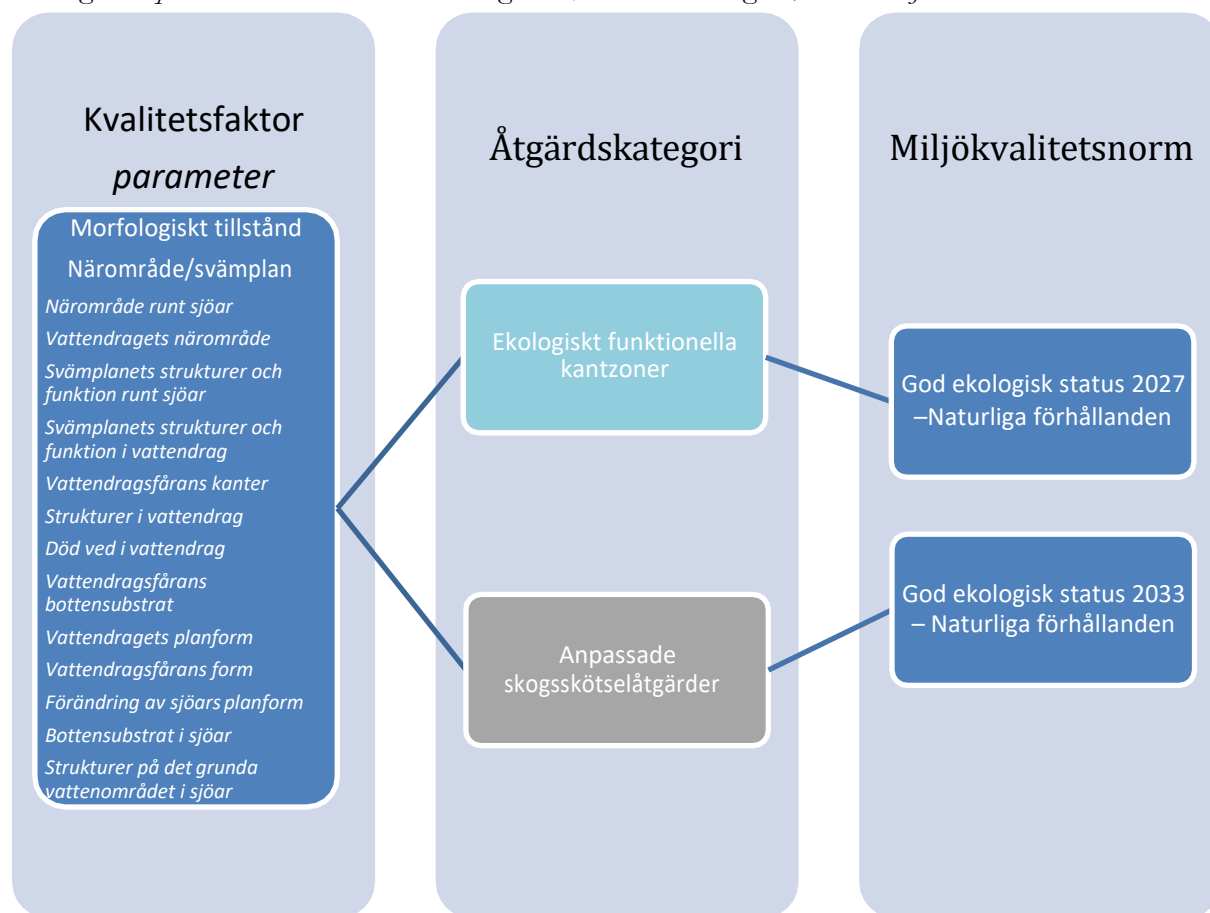 Kvalitetsfaktor
parameter
Morfologiskt tillstånd
Närområde/svämplan
Närområde runt sjöar
Vattendragets närområde
Svämplanets strukturer och
funktion runt sjöar
Svämplanets strukturer och
funktion i vattendrag
Vattendragsfårans kanter
Strukturer i vattendrag
Död ved i vattendrag
Vattendragsfårans
bottensubstrat
Vattendragets planform
Vattendragsfårans form
Förändring av sjöars planform
Bottensubstrat i sjöar
Strukturer på det grunda
vattenområdet i sjöar
Åtgärdskategori
Ekologiskt funktionella
kantzoner
Anpassade
skogsskötselåtgärder
Miljökvalitetsnorm
God ekologisk status 2027
–Naturliga förhållanden
God ekologisk status 2033
– Naturliga förhållanden